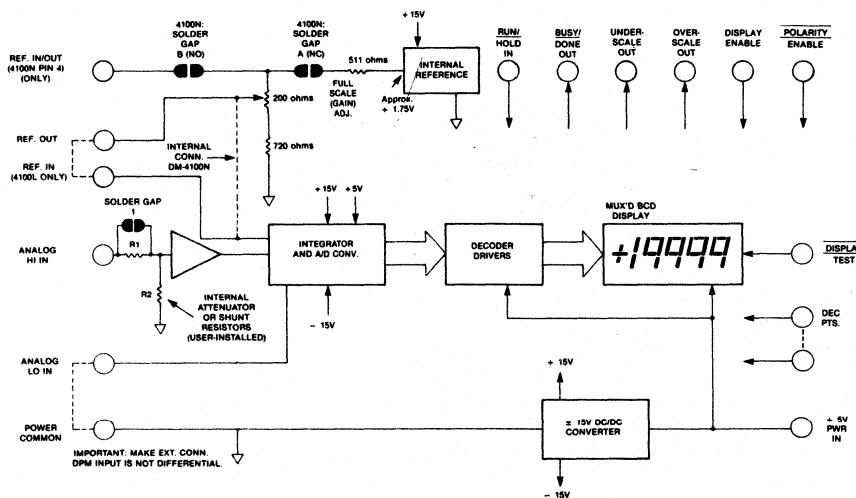 4100N:
SOLDER
GAP
B (NO)
4100N:
SOLDER
GAP
A (NC)
+ 15V
511 ohms
INTERNAL
REFERENCE
REF. IN/OUT
(4100N PIN 4)
(ONLY)
FULL
SCALE
(GAIN)
ADJ.
Approx.
+ 1.75V
200 ohms
RUN/
HOLD
IN
BUSY/
DONE
OUT
UNDER-
SCALE
OUT
OVER-
SCALE
OUT
DISPLAY
ENABLE
POLARITY
ENABLE
REF. OUT
INTERNAL
CONN.
DM-4100N
720 ohms
REF. IN
(4100L ONLY)
SOLDER GAP
1
R1
ANALOG
HI IN
R2
INTERNAL
ATTENUATOR
OR SHUNT
RESISTORS
(USER-INSTALLED)
+ 15V
+5V
INTEGRATOR
AND A/D CONV.
− 15V
DECODER
DRIVERS
MUX'D BCD
DISPLAY
+19999
DISPLA
TEST
DEC
PTS.
ANALOG
LO IN
+ 15V
± 15V DC/DC
CONVERTER
− 15V
+ 5V
PWR
IN
POWER
COMMON
IMPORTANT: MAKE EXT. CONN.
DPM INPUT IS NOT DIFFERENTIAL.